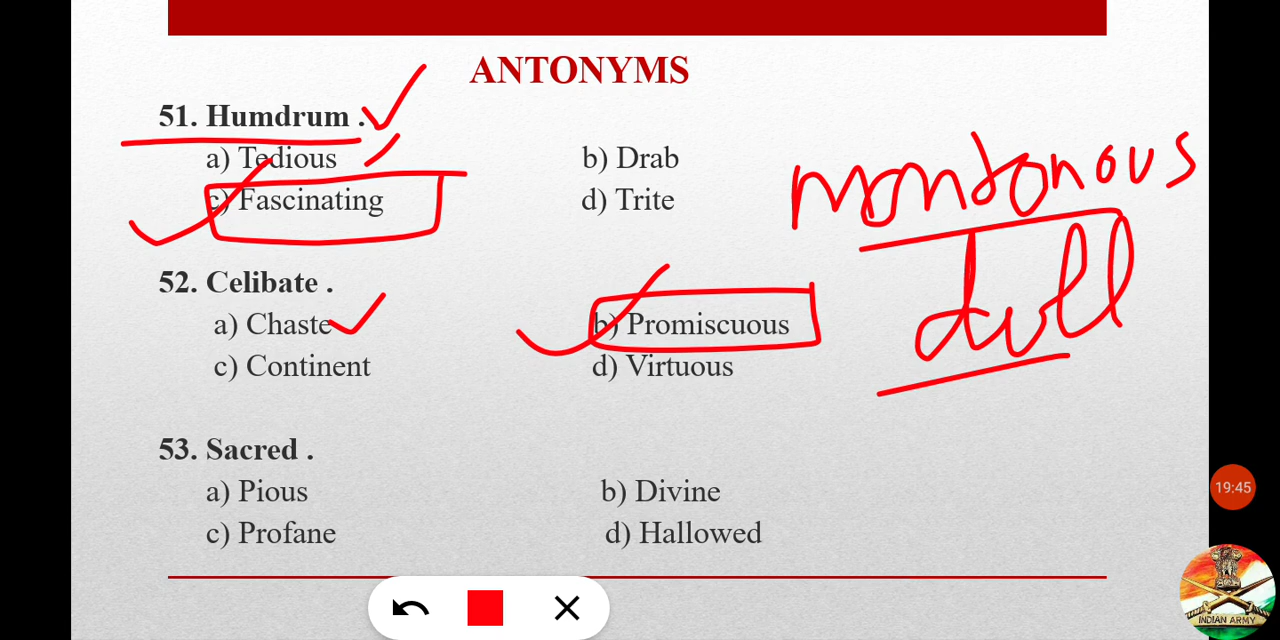 ANTONYMS
51. Humdrum .
a) Tedious b) Drab
c) Fascinating d) Trite
montonous
dull
52. Celibate .
a) Chaste b) Promiscuous
c) Continent d) Virtuous
53. Sacred .
a) Pious b) Divine
c) Profane d) Hallowed
19:45
INDIAN ARMY